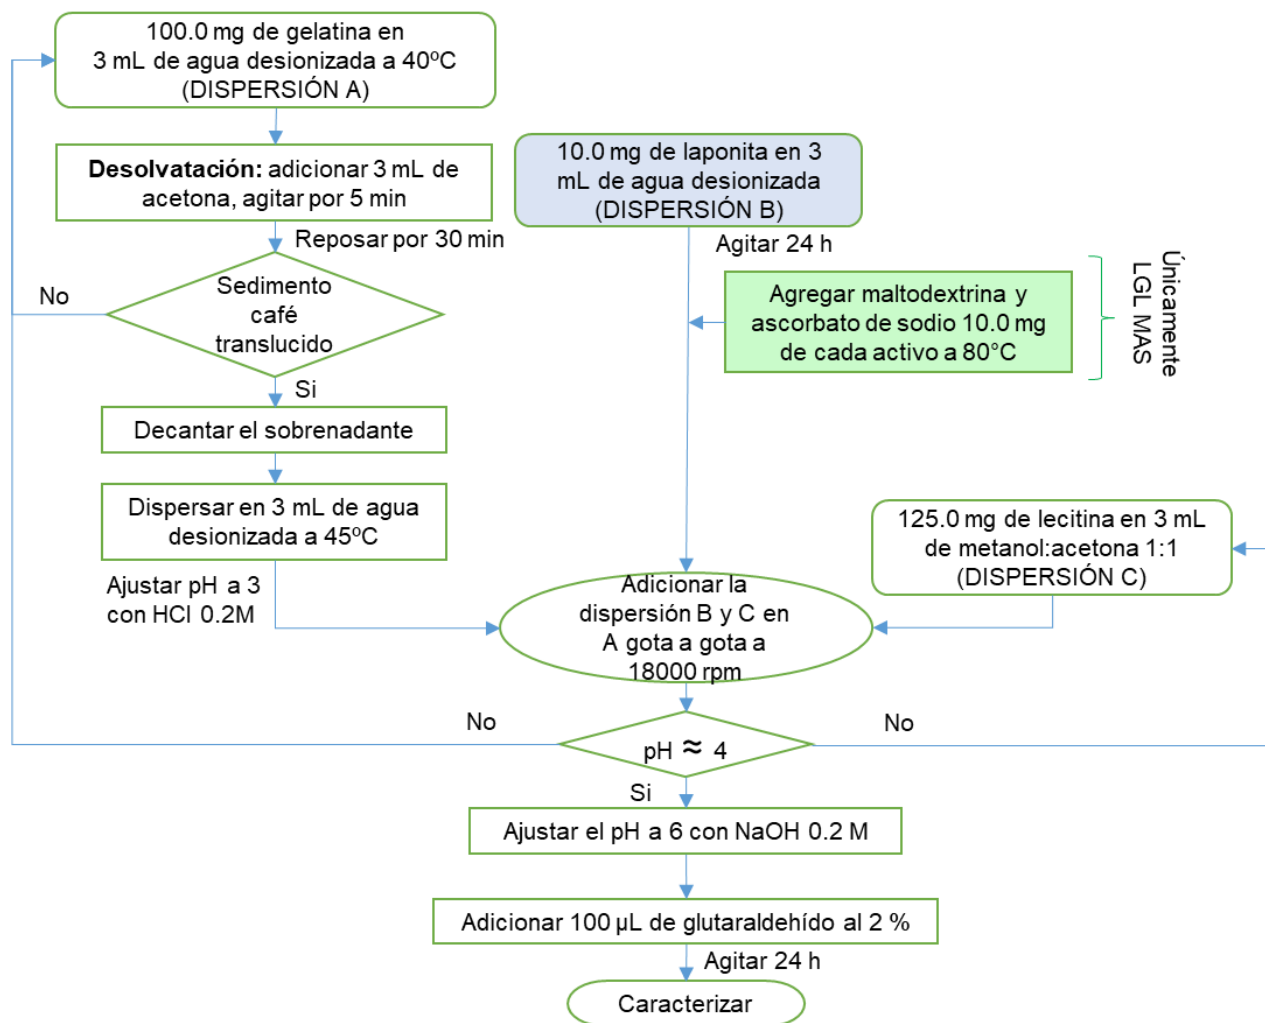 100.0 mg de gelatina en
3 mL de agua desionizada a 40ºC
(DISPERSIÓN A)
Desolvatación: adicionar 3 mL de
acetona, agitar por 5 min
Reposar por 30 min
No
Sedimento
café
translucido
Si
Decantar el sobrenadante
Dispersar en 3 mL de agua
desionizada a 45ºC
Ajustar pH a 3
con HCl 0.2M
10.0 mg de laponita en 3
mL de agua desionizada
(DISPERSIÓN B)
Agitar 24 h
Agregar maltodextrina y
ascorbato de sodio 10.0 mg
de cada activo a 80°C
Únicamente
LGL MAS
125.0 mg de lecitina en 3 mL
de metanol:acetona 1:1
(DISPERSIÓN C)
Adicionar la
dispersión B y C en
A gota a gota a
18000 rpm
No
pH ≈ 4
No
Si
Ajustar el pH a 6 con NaOH 0.2 M
Adicionar 100 µL de glutaraldehído al 2 %
Agitar 24 h
Caracterizar